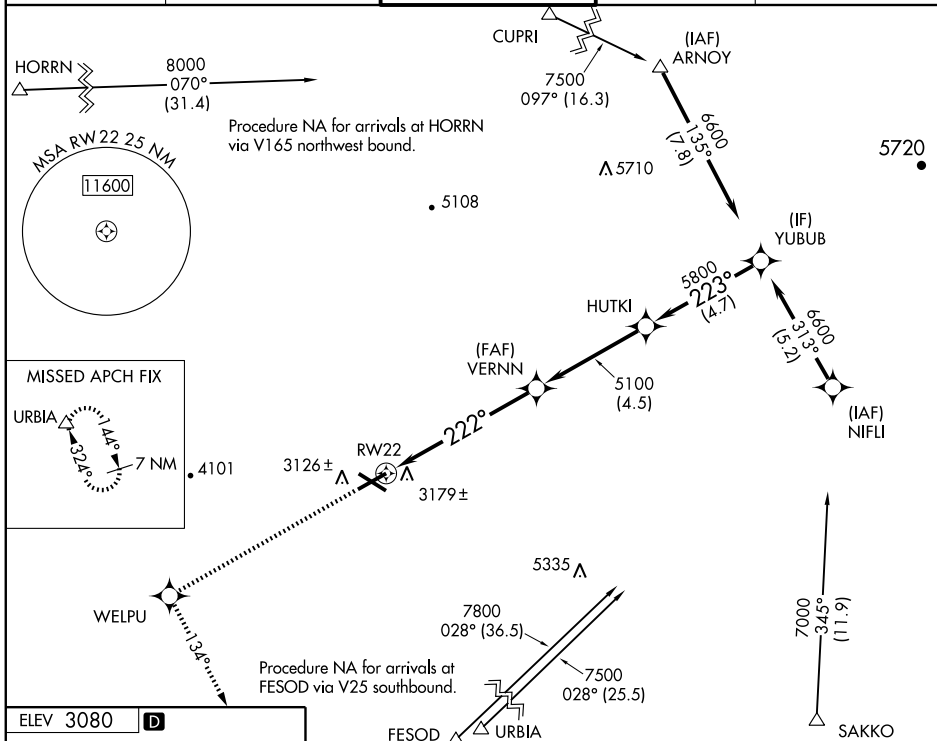 CUPRI
(IAF)
ARNOY
HORRN
8000
070°
(31.4)
7500
097° (16.3)
Procedure NA for arrivals at HORRN
via V165 northwest bound.
6600
135°
(7.8)
MSA RW22 25 NM
11600
5710
5720
5108
(IF)
YUBUB
5800
223°
(4.7)
HUTKI
6600
313°
(5.2)
(FAF)
VERNN
5100
(4.5)
(IAF)
NIFLI
MISSED APCH FIX
URBIA
144°
324°
7 NM
4101
222°
RW22
3126±
3179±
5335
WELPU
134°
7800
028° (36.5)
7000
345°
(11.9)
Procedure NA for arrivals at
FESOD via V25 southbound.
7500
028° (25.5)
ELEV 3080 D
FESOD
URBIA
SAKKO